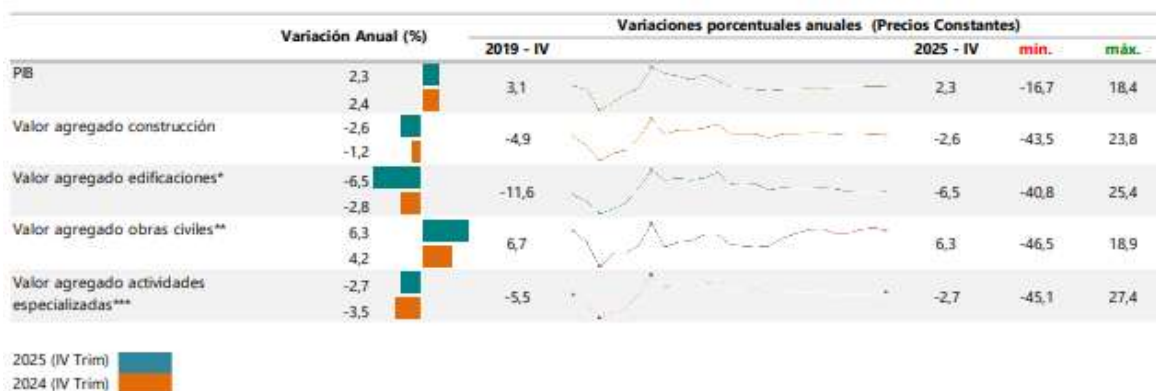 Variaciones porcentuales anuales (Precios Constantes)
Variación Anual (%)
2019 - IV 2025 - IV min. máx.
PIB 2,3 3,1 2,3 -16,7 18,4
2,4
Valor agregado construcción -2,6 -4,9 -2,6 -43,5 23,8
-1,2
Valor agregado edificaciones* -6,5 -11,6 -6,5 -40,8 25,4
-2,8
Valor agregado obras civiles** 6,3 6,7 6,3 -46,5 18,9
4,2
Valor agregado actividades -2,7 -5,5 -2,7 -45,1 27,4
especializadas*** -3,5
2025 (IV Trim)
2024 (IV Trim)